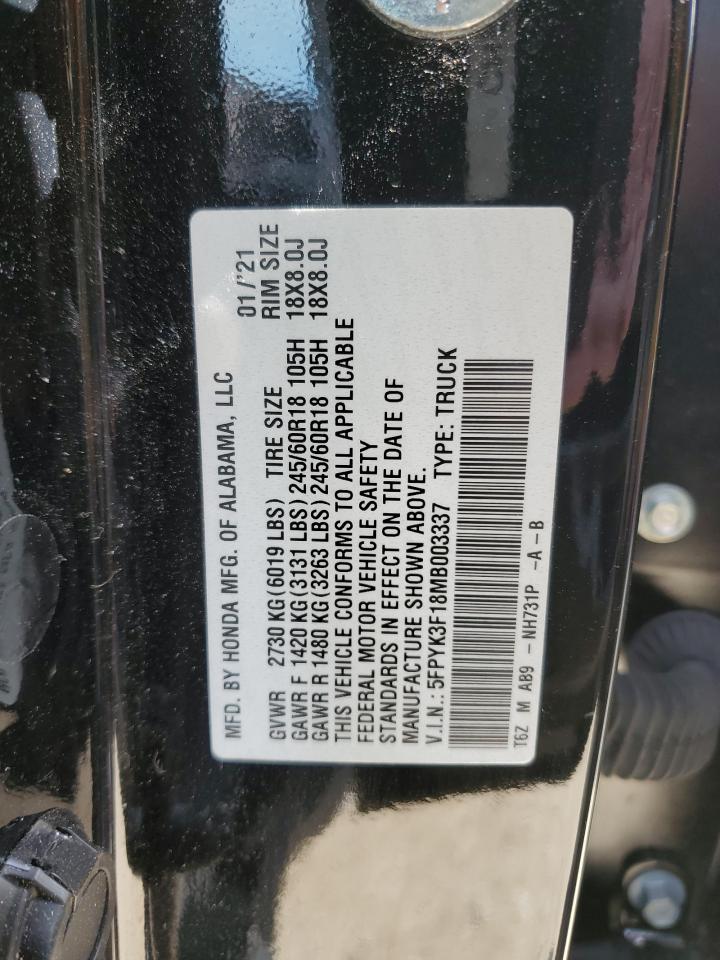 MFD. BY HONDA MFG. OF ALABAMA, LLC 01/'21
GVWR 2730 KG(6019 LBS) TIRE SIZE RIM SIZE
GAWR F 1420 KG(3131 LBS) 245/60R18 105H 18X8.0J
GAWR R 1480 KG(3263 LBS) 245/60R18 105H 18X8.0J
THIS VEHICLE CONFORMS TO ALL APPLICABLE
FEDERAL MOTOR VEHICLE SAFETY
STANDARDS IN EFFECT ON THE DATE OF
MANUFACTURE SHOWN ABOVE.
V.I.N.: 5FPYK3F18MB003337 TYPE: TRUCK
T6Z M AB9 -NH731P -A -B